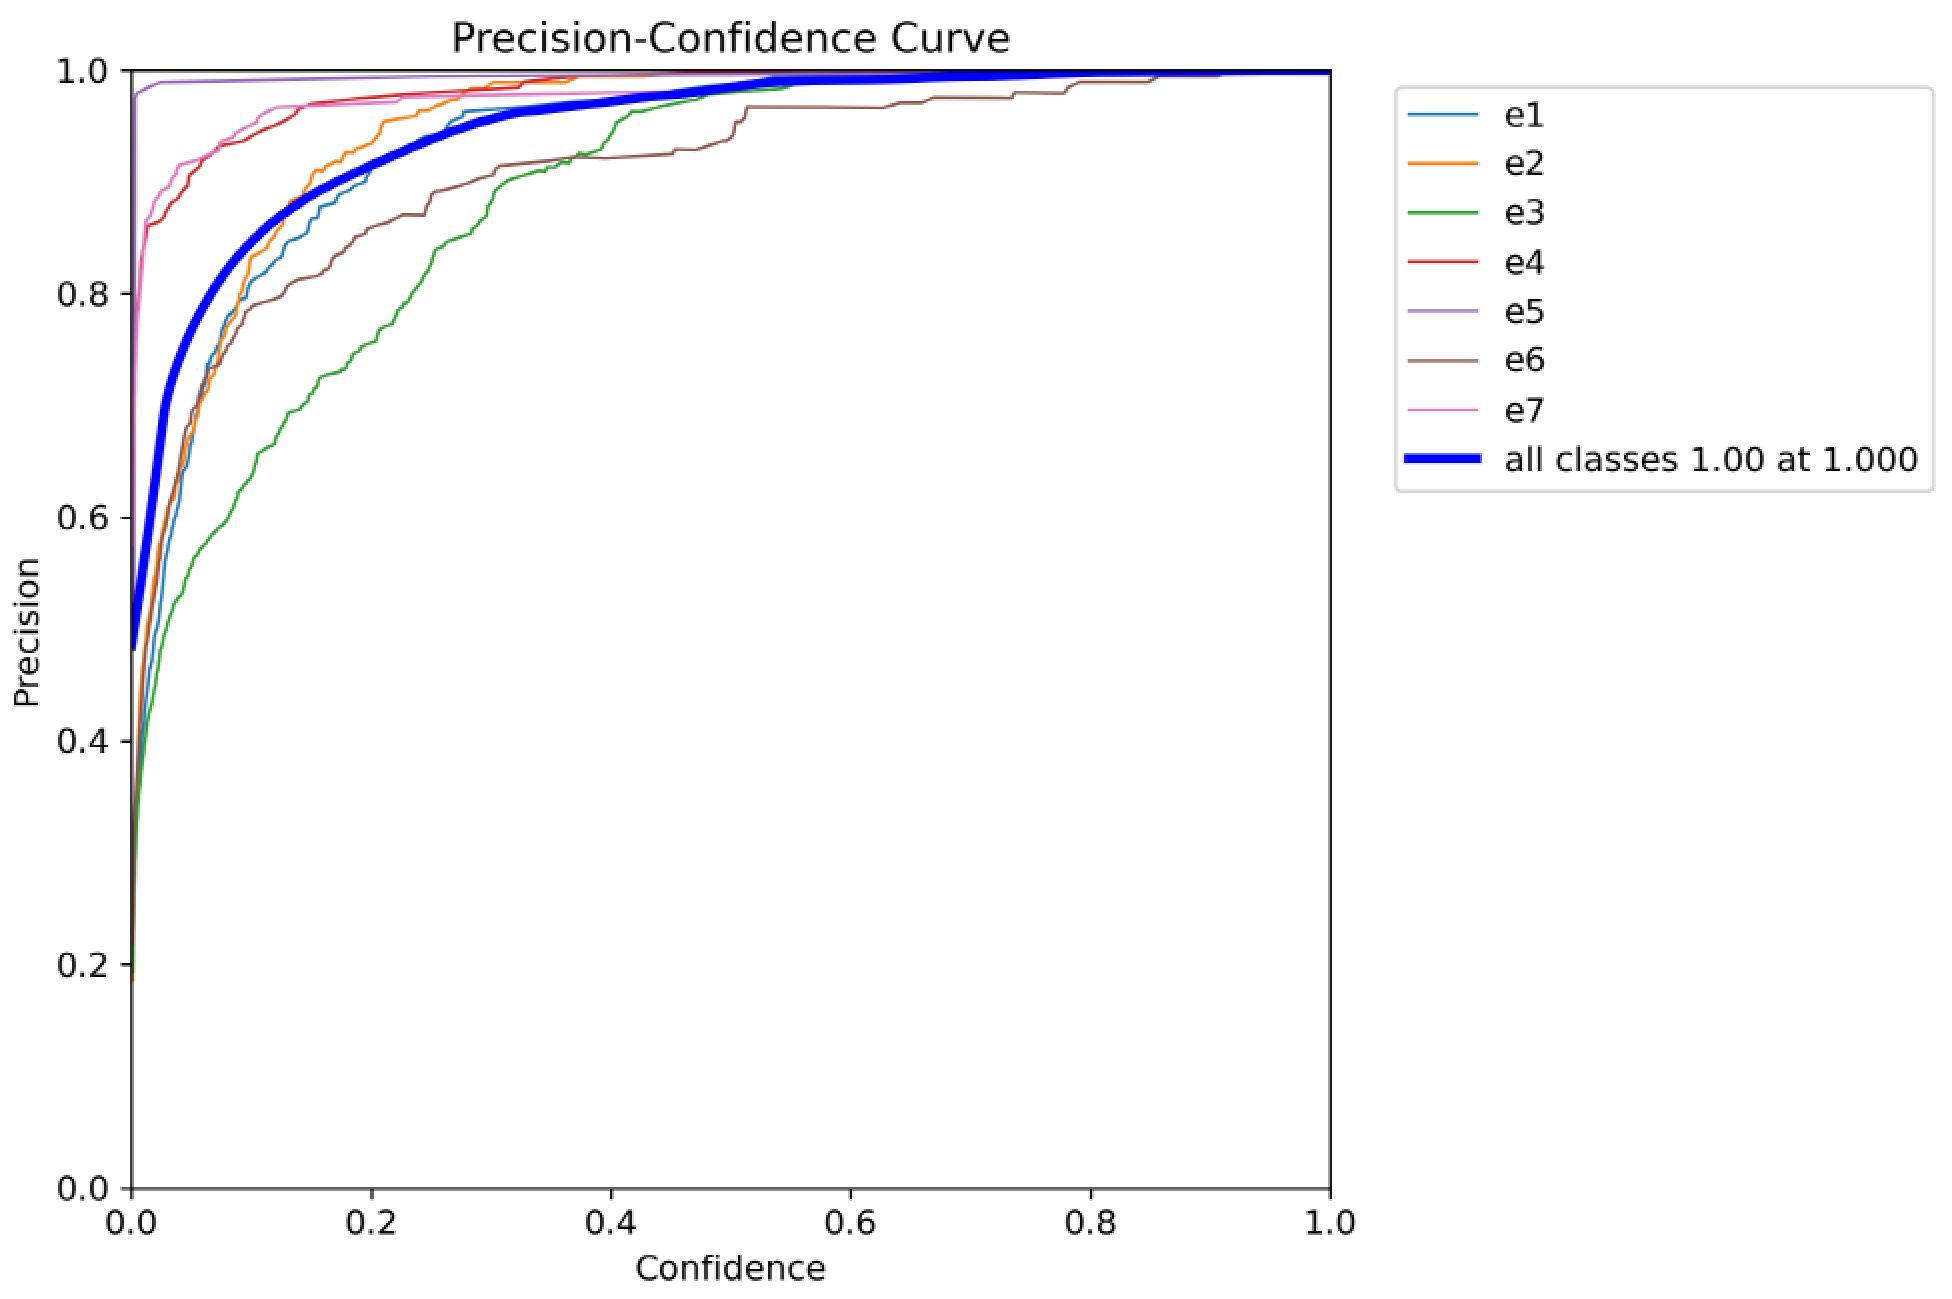 Precision-Confidence Curve
1.0
0.8
0.6
0.4
0.2
0.0
Precision
0.0 0.2 0.4 0.6 0.8 1.0
Confidence
e1
e2
e3
e4
e5
e6
e7
all classes 1.00 at 1.000